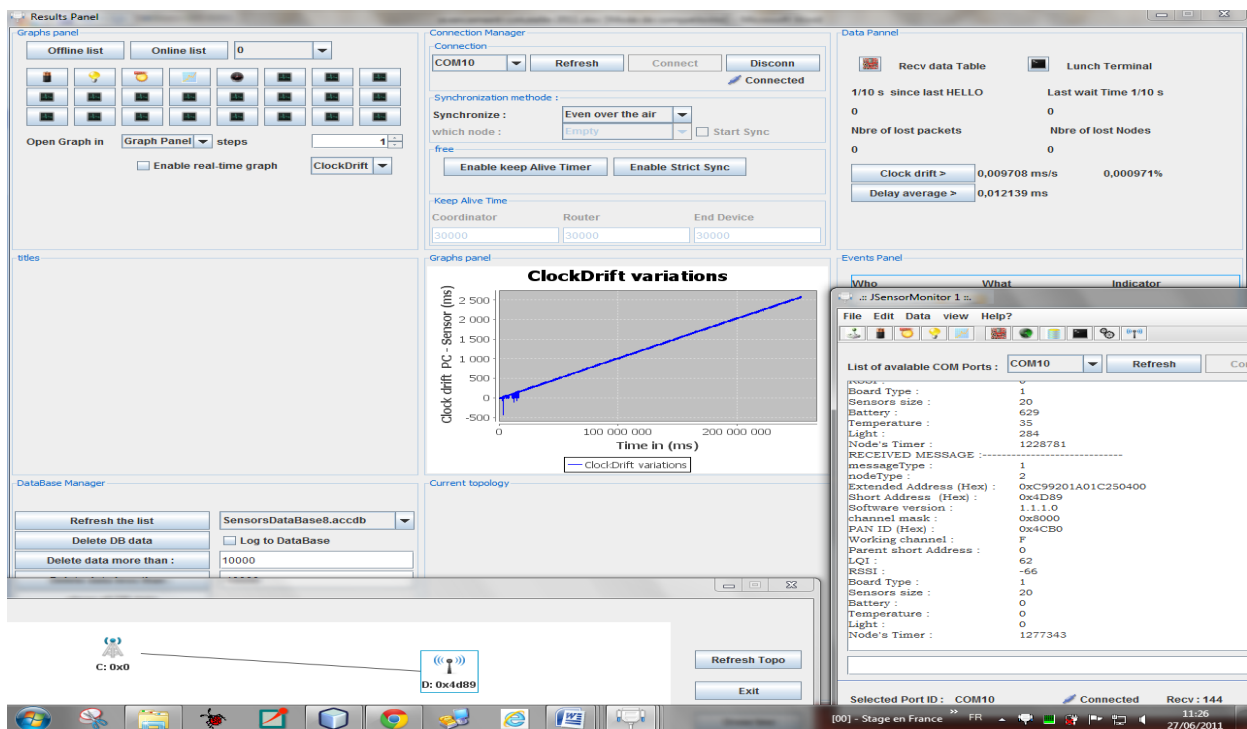 Results Panel
Graphs panel
Offline list
Online list
0
Open Graph in
Graph Panel
steps
1
Enable real-time graph
ClockDrift
Connection Manager
Connection
COM10
Refresh
Connect
Disconn
Connected
Synchronization methode :
Synchronize :
Even over the air
which node :
Empty
Start Sync
free
Enable keep Alive Timer
Enable Strict Sync
Keep Alive Time
Coordinator
Router
End Device
30000
30000
30000
Data Pannel
Recv data Table
Lunch Terminal
1/10 s since last HELLO
Last wait Time 1/10 s
0
0
Nbre of lost packets
Nbre of lost Nodes
0
0
Clock drift >
0,009708 ms/s
0,000971%
Delay average >
0,012139 ms
titles
Graphs panel
ClockDrift variations
Clock drift PC - Sensor (ms)
2 500
2 000
1 500
1 000
500
0
-500
0
100 000 000
200 000 000
Time in (ms)
ClockDrift variations
Events Panel
Who
What
Indicator
.:: JSensorMonitor 1 ::.
File Edit Data view Help?
List of avalable COM Ports :
COM10
Refresh
Board Type : 1
Sensors size : 20
Battery : 629
Temperature : 35
Light : 284
Node's Timer : 1228781
RECEIVED MESSAGE :----------------------------
messageType : 1
nodeType : 2
Extended Address (Hex) : 0xC99201A01C250400
Short Address (Hex) : 0x4D89
Software version : 1.1.1.0
channel mask : 0x8000
PAN ID (Hex) : 0x4CB0
Working channel : F
Parent short Address : 0
LQI : 62
RSSI : -66
Board Type : 1
Sensors size : 20
Battery : 0
Temperature : 0
Light : 0
Node's Timer : 1277343
Selected Port ID : COM10
Connected
Recv : 144
DataBase Manager
Refresh the list
SensorsDataBase8.accdb
Delete DB data
Log to DataBase
Delete data more than :
10000
Current topology
C: 0x0
D: 0x4d89
Refresh Topo
Exit
[00] - Stage en France
FR
11:26
27/06/2011